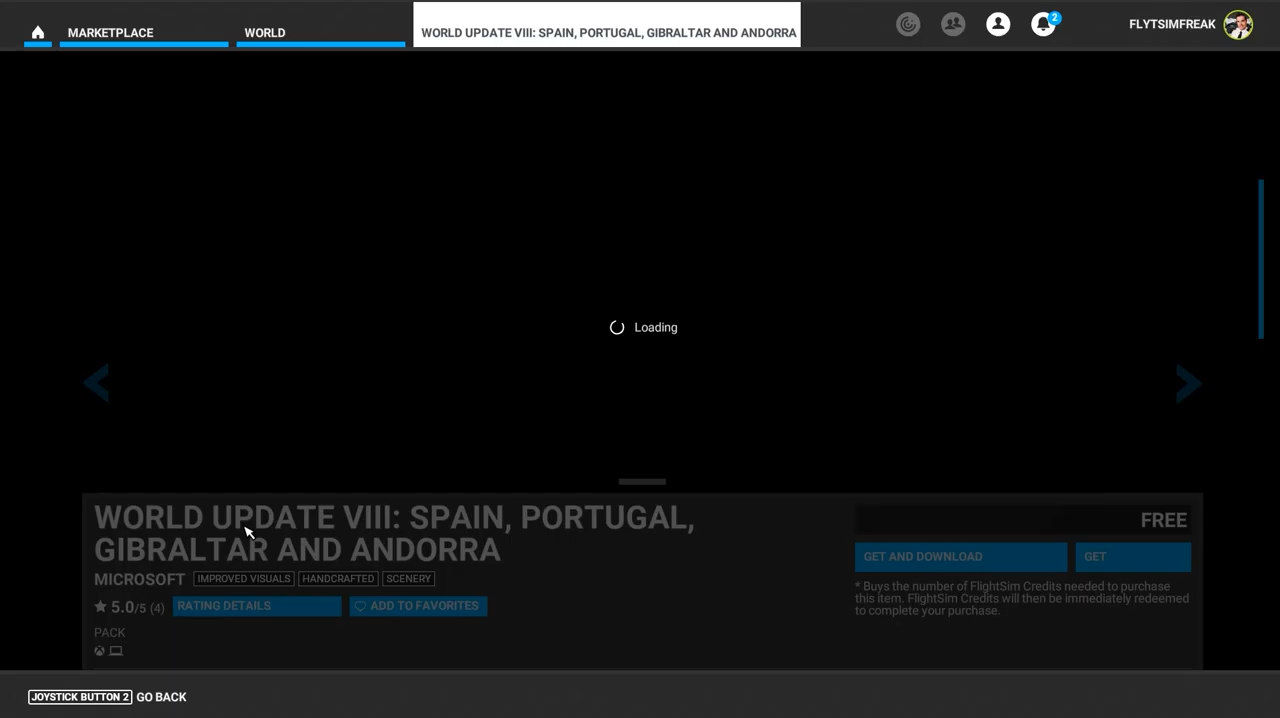 MARKETPLACE
WORLD
WORLD UPDATE VIII: SPAIN, PORTUGAL, GIBRALTAR AND ANDORRA
2
FLYTSIMFREAK
Loading
WORLD UPDATE VIII: SPAIN, PORTUGAL,
GIBRALTAR AND ANDORRA
MICROSOFT IMPROVED VISUALS HANDCRAFTED SCENERY
5.0/5 (4) RATING DETAILS ADD TO FAVORITES
PACK
FREE
GET AND DOWNLOAD GET
* Buys the number of FlightSim Credits needed to purchase
this item. FlightSim Credits will then be immediately redeemed
to complete your purchase.
JOYSTICK BUTTON 2 GO BACK